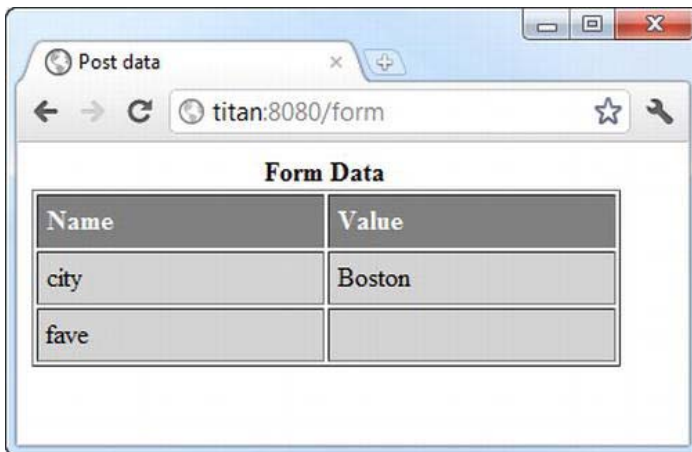 Post data
titan:8080/form
Form Data
Name Value
city Boston
fave